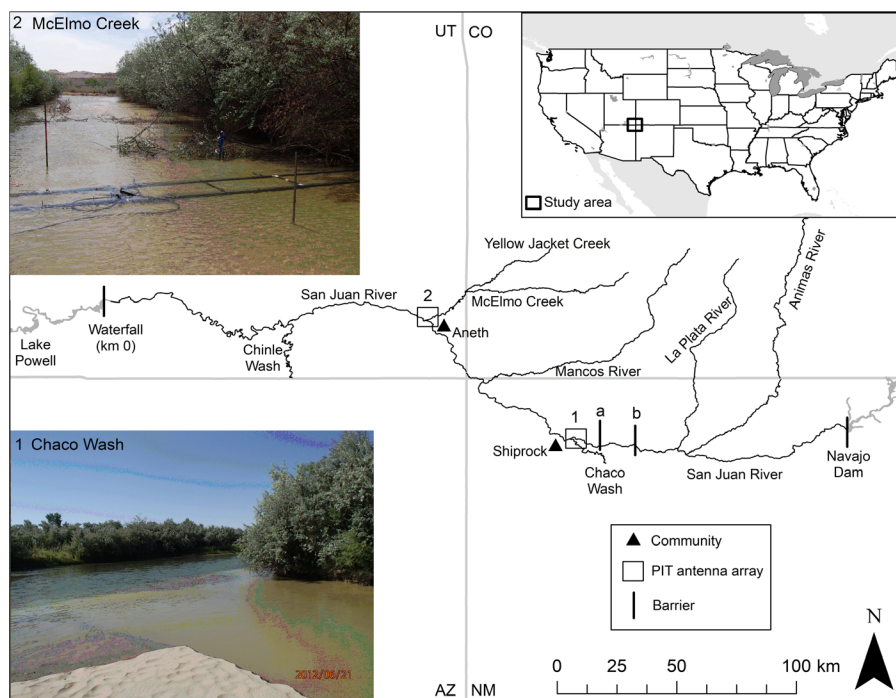 2 McElmo Creek
UT CO
Study area
Yellow Jacket Creek
San Juan River
2
McElmo Creek
La Plata River
Animas River
Lake
Powell
Waterfall
(km 0)
Chinle
Wash
Aneth
Mancos River
1 Chaco Wash
1
a
b
Shiprock
Chaco
Wash
San Juan River
Navajo
Dam
Community
PIT antenna array
Barrier
N
2012/06/21
0 25 50 100 km
AZ NM